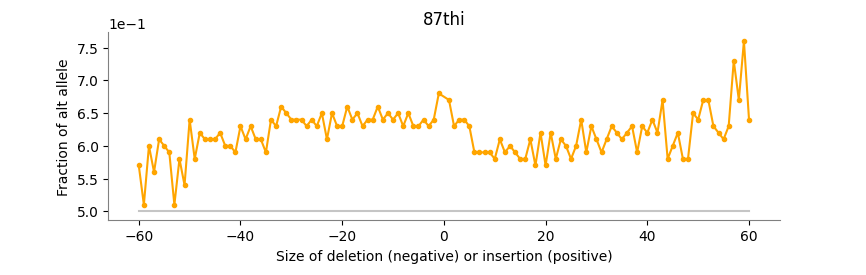 87thi
1e−1
7.5
7.0
6.5
6.0
5.5
5.0
Fraction of alt allele
−60 −40 −20 0 20 40 60
Size of deletion (negative) or insertion (positive)